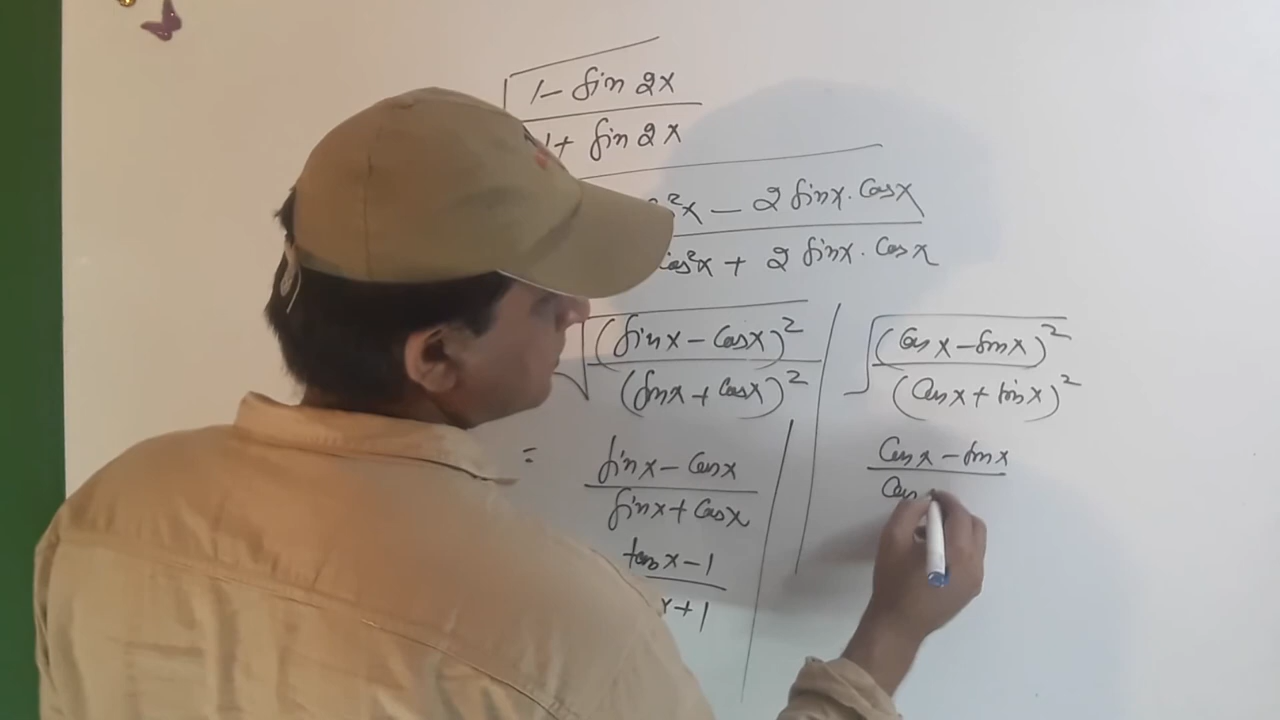 √ 1 - sin 2x
1 + sin 2x
²x - 2 sinx. cosx
cos²x + 2 sinx. cosx
√ (sinx - cosx)²
(sinx + cosx)²
= sinx - cosx
sinx + cosx
tanx - 1
x + 1
√ (cosx - sinx)²
(cosx + sinx)²
cosx - sinx
cos